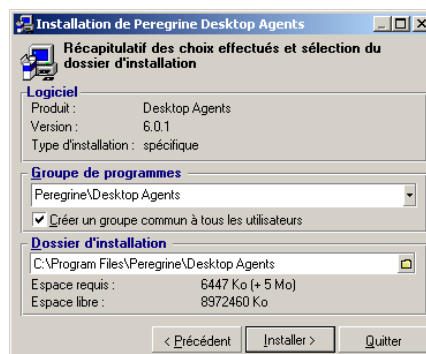 Installation de Peregrine Desktop Agents
Récapitulatif des choix effectués et sélection du
dossier d'installation
Logiciel
Produit : Desktop Agents
Version : 6.0.1
Type d'installation : spécifique
Groupe de programmes
Peregrine\Desktop Agents
Créer un groupe commun à tous les utilisateurs
Dossier d'installation
C:\Program Files\Peregrine\Desktop Agents
Espace requis : 6447 Ko (+ 5 Mo)
Espace libre : 8972460 Ko
< Précédent Installer > Quitter